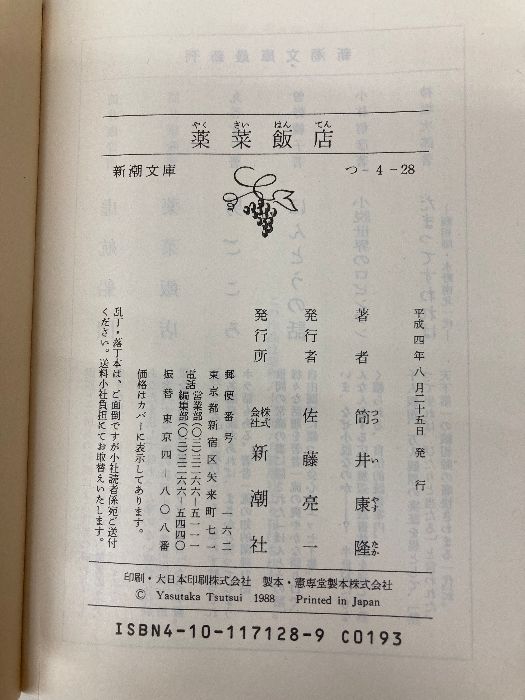 薬菜飯店
やくさいはんてん
新潮文庫
つ-4-28
平成四年八月二十五日発行
著者 筒井康隆
つついやすたか
発行者 佐藤亮一
発行所 株式会社 新潮社
郵便番号 一六二
東京都新宿区矢来町七一
電話 営業部(〇三)三二六六-五一一一
編集部(〇三)三二六六-五四四〇
振替 東京四-八〇八番
価格はカバーに表示してあります。
乱丁・落丁本は、ご面倒ですが小社読者係宛ご送付
ください。送料小社負担にてお取替えいたします。
印刷・大日本印刷株式会社 製本・憲専堂製本株式会社
© Yasutaka Tsutsui 1988 Printed in Japan
ISBN4-10-117128-9 C0193